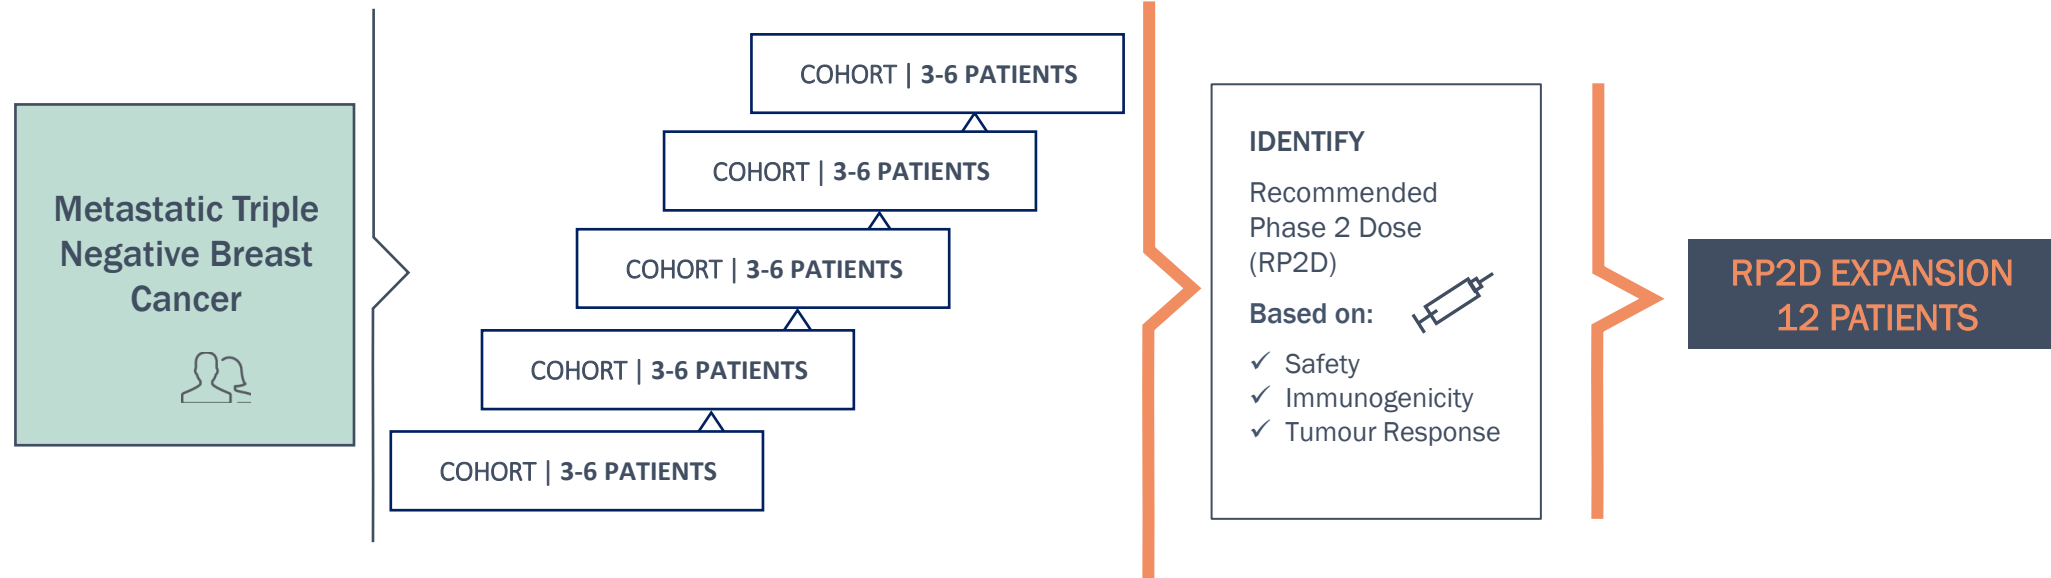 Metastatic Triple
Negative Breast
Cancer
COHORT | 3-6 PATIENTS
COHORT | 3-6 PATIENTS
COHORT | 3-6 PATIENTS
COHORT | 3-6 PATIENTS
COHORT | 3-6 PATIENTS
IDENTIFY
Recommended
Phase 2 Dose
(RP2D)
Based on:
✓ Safety
✓ Immunogenicity
✓ Tumour Response
RP2D EXPANSION
12 PATIENTS